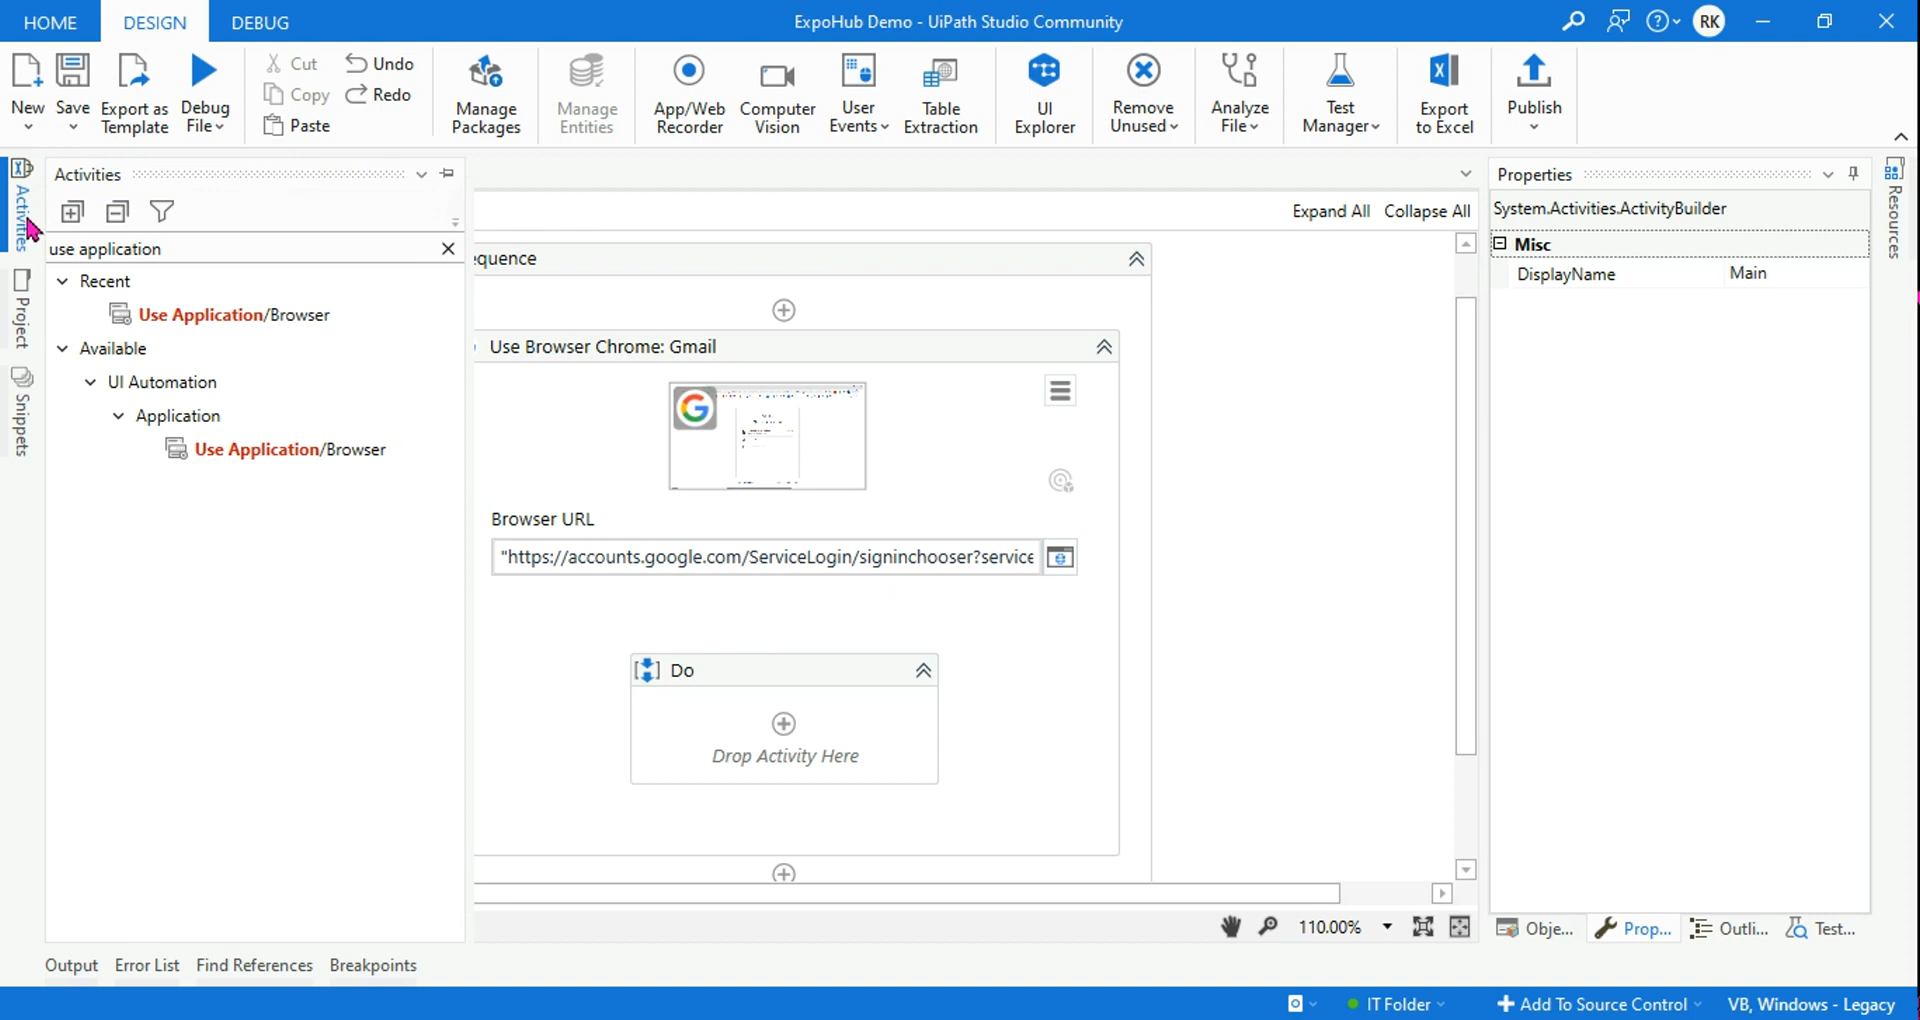 HOME DESIGN DEBUG ExpoHub Demo - UiPath Studio Community RK
New Save Export as Template Debug File Cut Copy Paste Undo Redo Manage Packages Manage Entities App/Web Recorder Computer Vision User Events Table Extraction UI Explorer Remove Unused Analyze File Test Manager Export to Excel Publish
Activities
Project
Snippets
Activities
use application
Recent
Use Application/Browser
Available
UI Automation
Application
Use Application/Browser
Expand All Collapse All
equence
Use Browser Chrome: Gmail
Browser URL
"https://accounts.google.com/ServiceLogin/signinchooser?service
Do
Drop Activity Here
110.00%
Properties
System.Activities.ActivityBuilder
Misc
DisplayName Main
Resources
Obje... Prop... Outli... Test...
Output Error List Find References Breakpoints
IT Folder Add To Source Control VB, Windows - Legacy